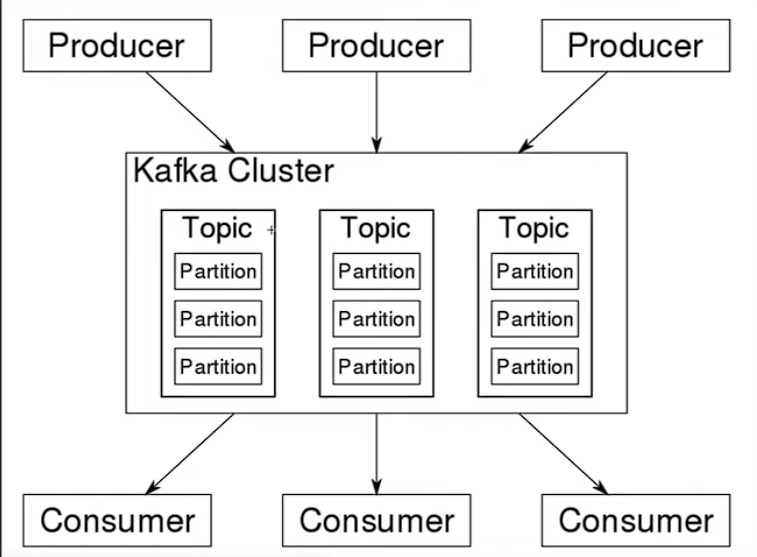 Producer Producer Producer
Kafka Cluster
Topic Topic Topic
Partition Partition Partition
Partition Partition Partition
Partition Partition Partition
Consumer Consumer Consumer